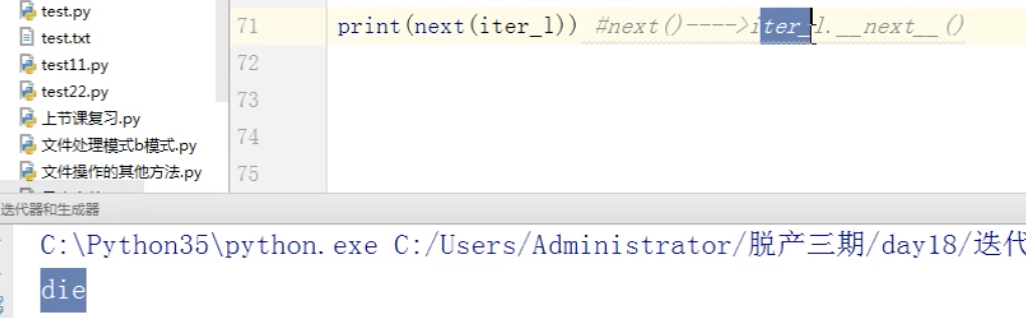 test.py
test.txt
test11.py
test22.py
上节课复习.py
文件处理模式b模式.py
文件操作的其他方法.py
71 print(next(iter_l)) #next()---->iter_l.__next__()
72
73
74
75
迭代器和生成器
C:\Python35\python.exe C:/Users/Administrator/脱产三期/day18/迭代
die